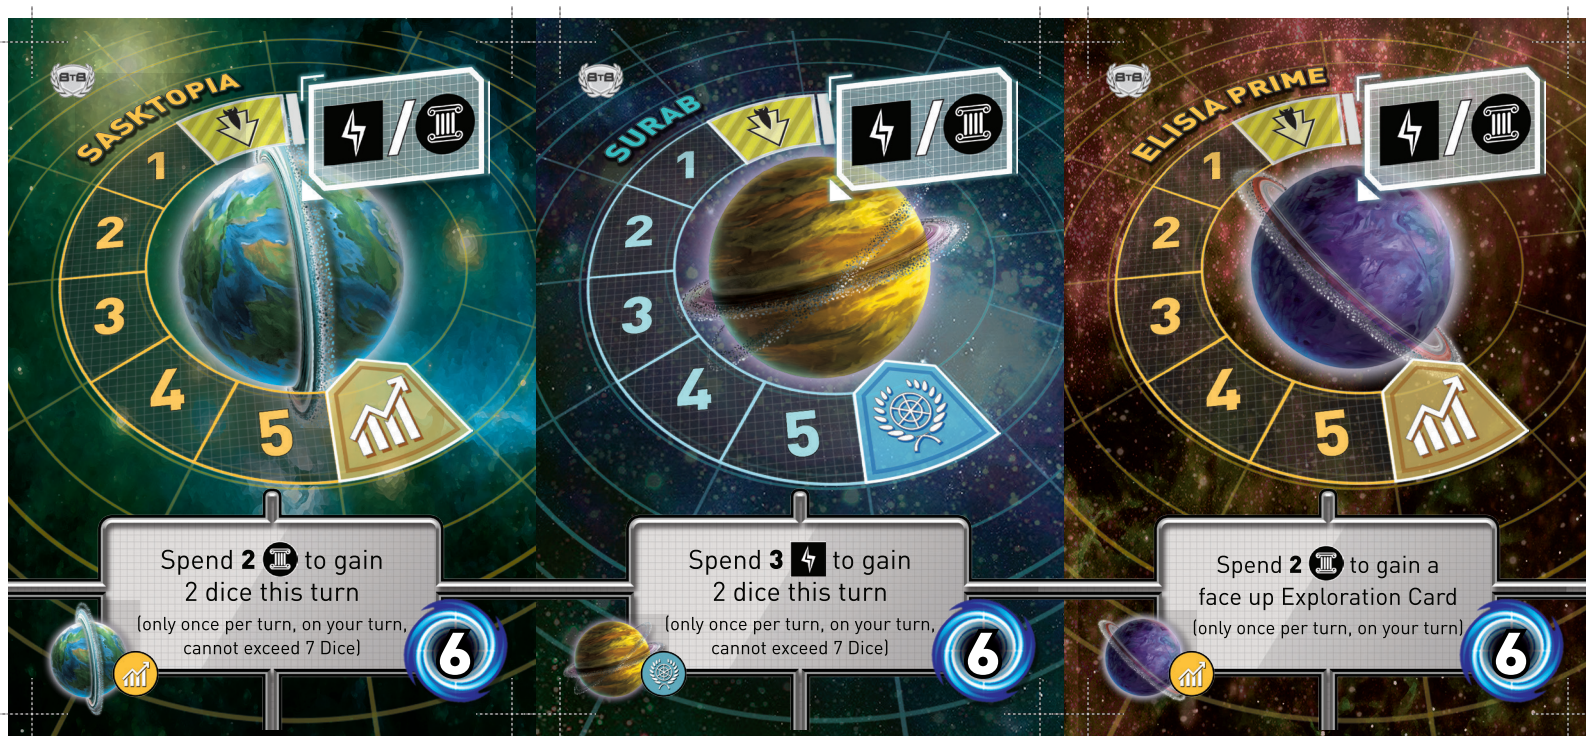 BTB
SASKTOPIA
1
2
3
4
5
Spend 2 to gain
2 dice this turn
(only once per turn, on your turn,
cannot exceed 7 Dice)
6
BTB
SURAB
1
2
3
4
5
Spend 3 to gain
2 dice this turn
(only once per turn, on your turn,
cannot exceed 7 Dice)
6
BTB
ELISIA PRIME
1
2
3
4
5
Spend 2 to gain a
face up Exploration Card
(only once per turn, on your turn)
6